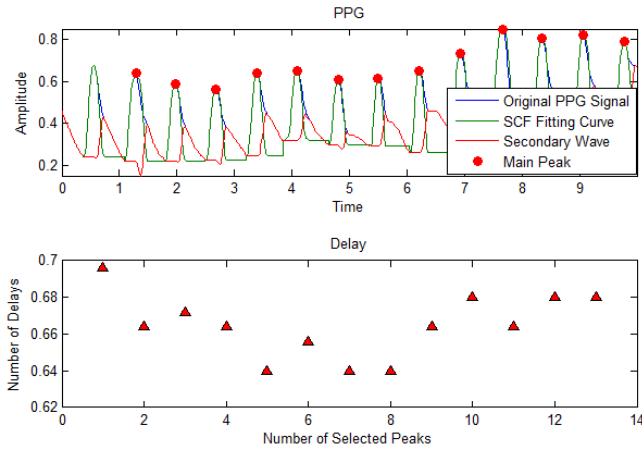 PPG
Amplitude
0.8
0.6
0.4
0.2
0 1 2 3 4 5 6 7 8 9
Time
Original PPG Signal
SCF Fitting Curve
Secondary Wave
Main Peak
Delay
Number of Delays
0.7
0.68
0.66
0.64
0.62
0 2 4 6 8 10 12 14
Number of Selected Peaks